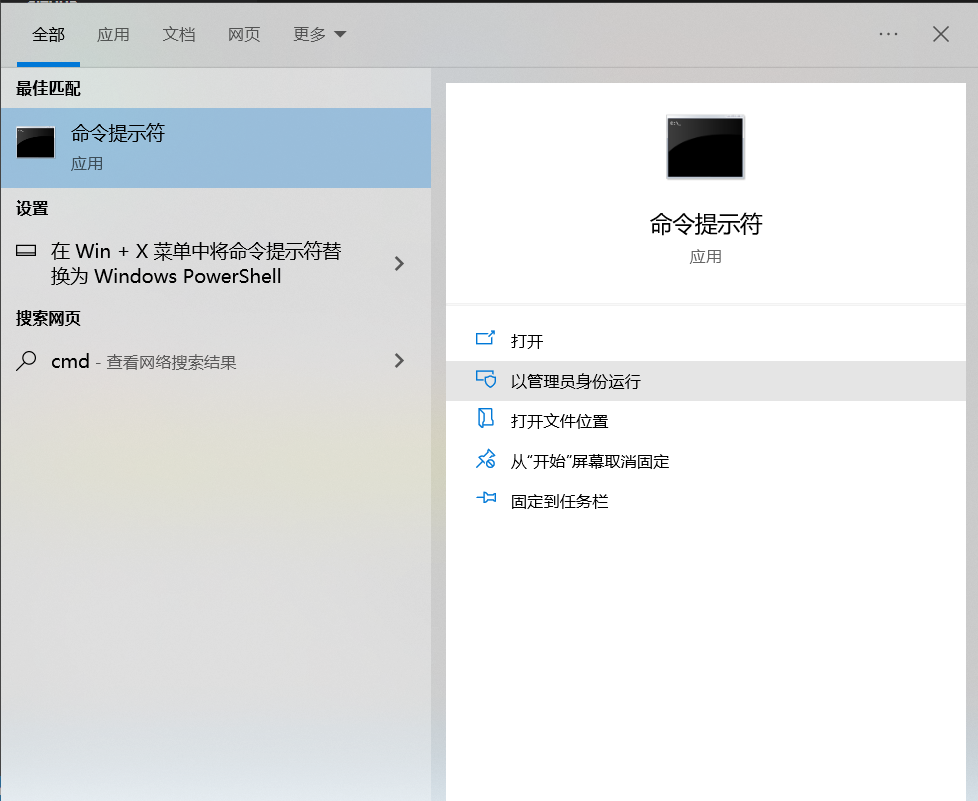 全部 应用 文档 网页 更多
最佳匹配
命令提示符
应用
设置
在 Win + X 菜单中将命令提示符替
换为 Windows PowerShell
搜索网页
cmd - 查看网络搜索结果
命令提示符
应用
打开
以管理员身份运行
打开文件位置
从“开始”屏幕取消固定
固定到任务栏